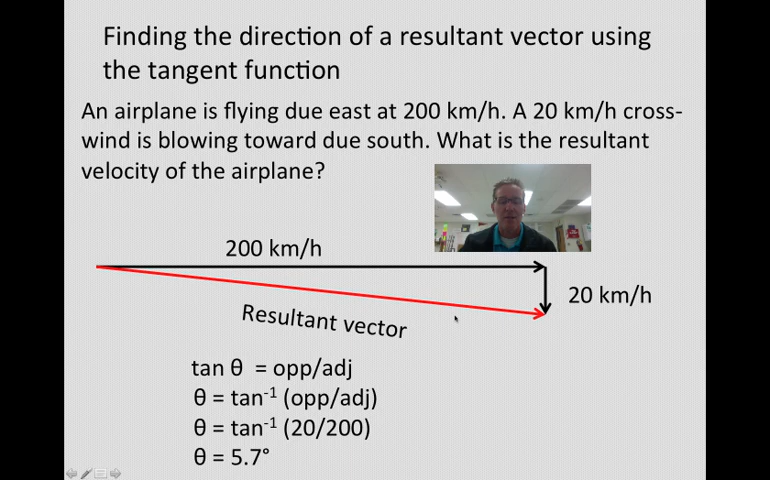 Finding the direction of a resultant vector using
the tangent function
An airplane is flying due east at 200 km/h. A 20 km/h cross-
wind is blowing toward due south. What is the resultant
velocity of the airplane?
200 km/h
20 km/h
Resultant vector
tan θ = opp/adj
θ = tan⁻¹ (opp/adj)
θ = tan⁻¹ (20/200)
θ = 5.7°